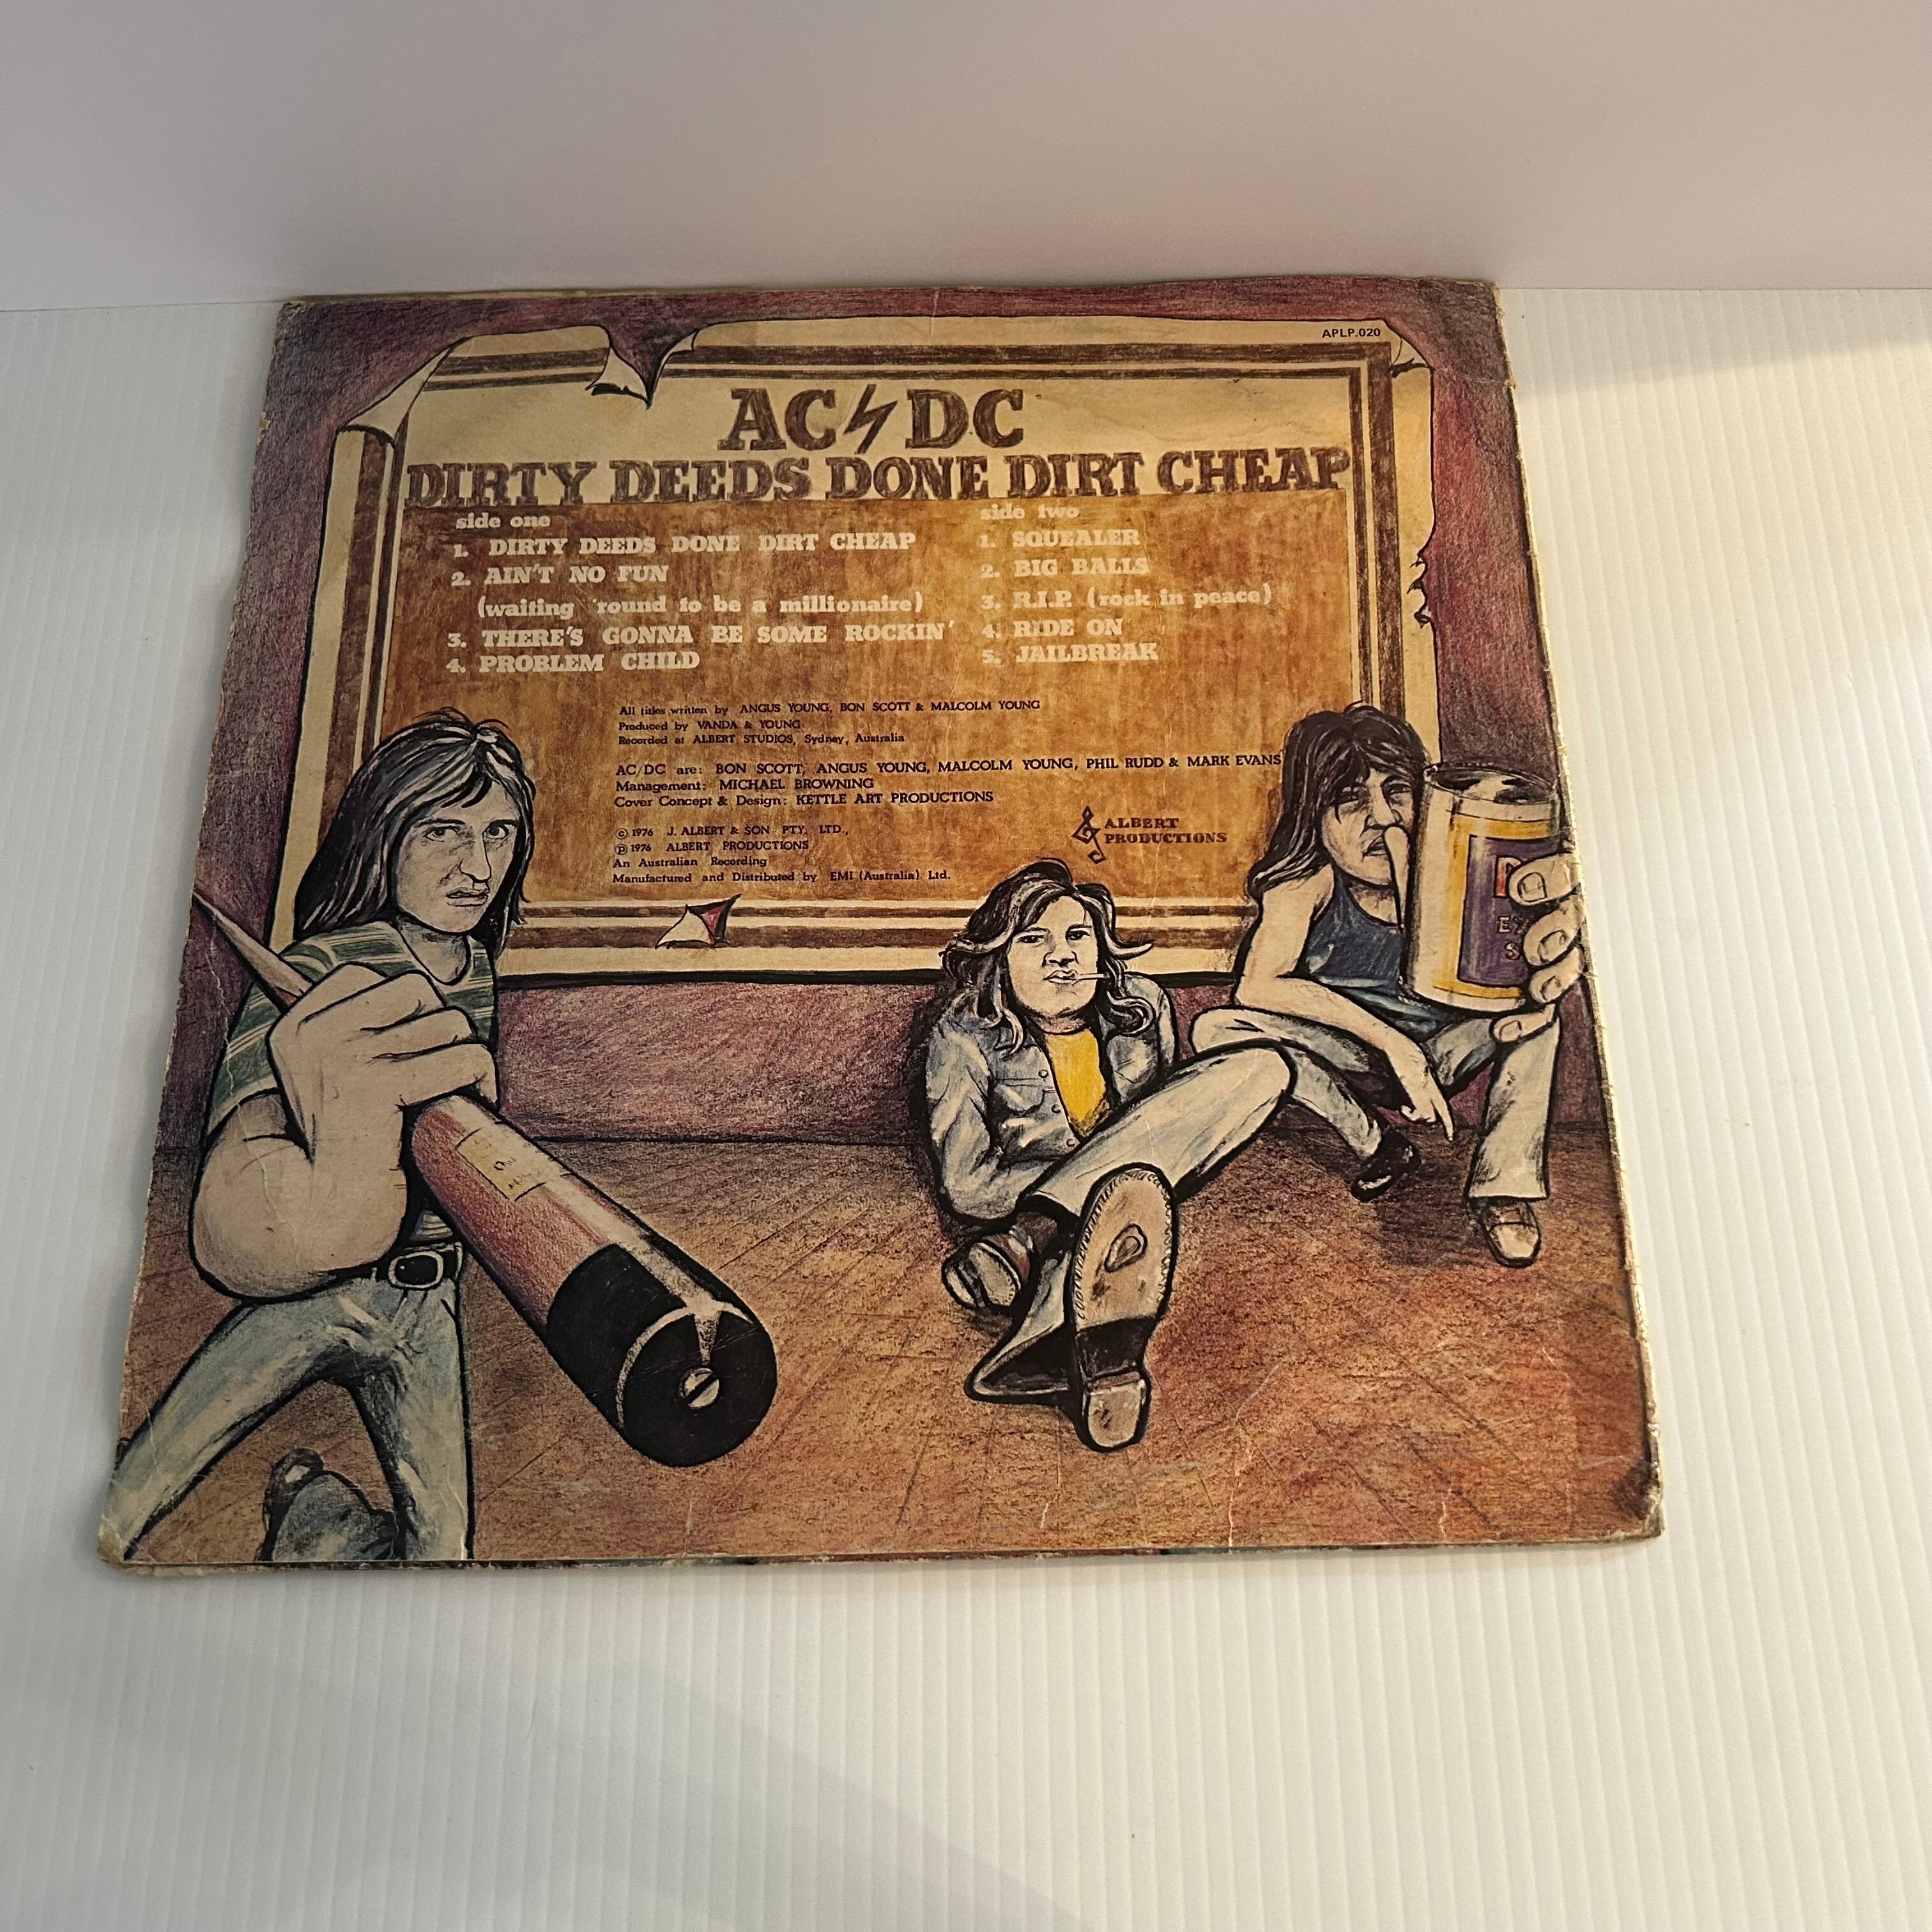 APLP.020
AC DC
DIRTY DEEDS DONE DIRT CHEAP
side one
1. DIRTY DEEDS DONE DIRT CHEAP
2. AIN'T NO FUN
(waiting 'round to be a millionaire)
3. THERE'S GONNA BE SOME ROCKIN'
4. PROBLEM CHILD
side two
1. SQUEALER
2. BIG BALLS
3. R.I.P. (rock in peace)
4. RIDE ON
5. JAILBREAK
All titles written by ANGUS YOUNG, BON SCOTT & MALCOLM YOUNG
Produced by VANDA & YOUNG
Recorded at ALBERT STUDIOS, Sydney, Australia
AC/DC are: BON SCOTT, ANGUS YOUNG, MALCOLM YOUNG, PHIL RUDD & MARK EVANS
Management: MICHAEL BROWNING
Cover Concept & Design: KETTLE ART PRODUCTIONS
© 1976 J. ALBERT & SON PTY. LTD.,
℗ 1976 ALBERT PRODUCTIONS
An Australian Recording
Manufactured and Distributed by EMI (Australia) Ltd.
ALBERT
PRODUCTIONS